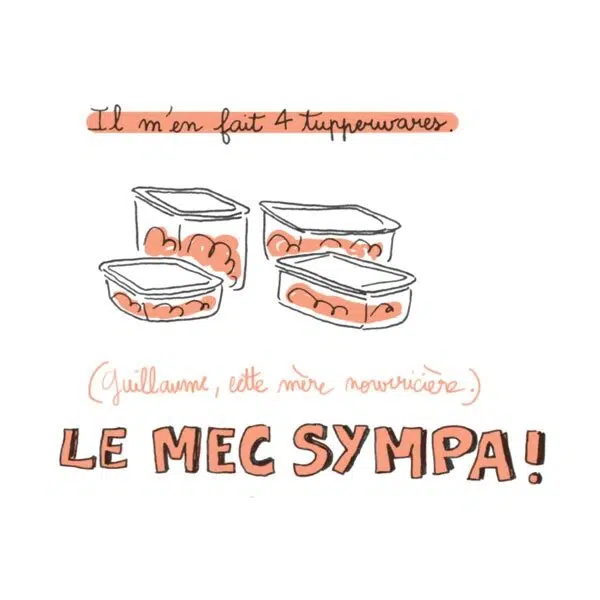 Il m'en fait 4 tupperwares.
(Guillaume, cette mère nourricière.)
LE MEC SYMPA !